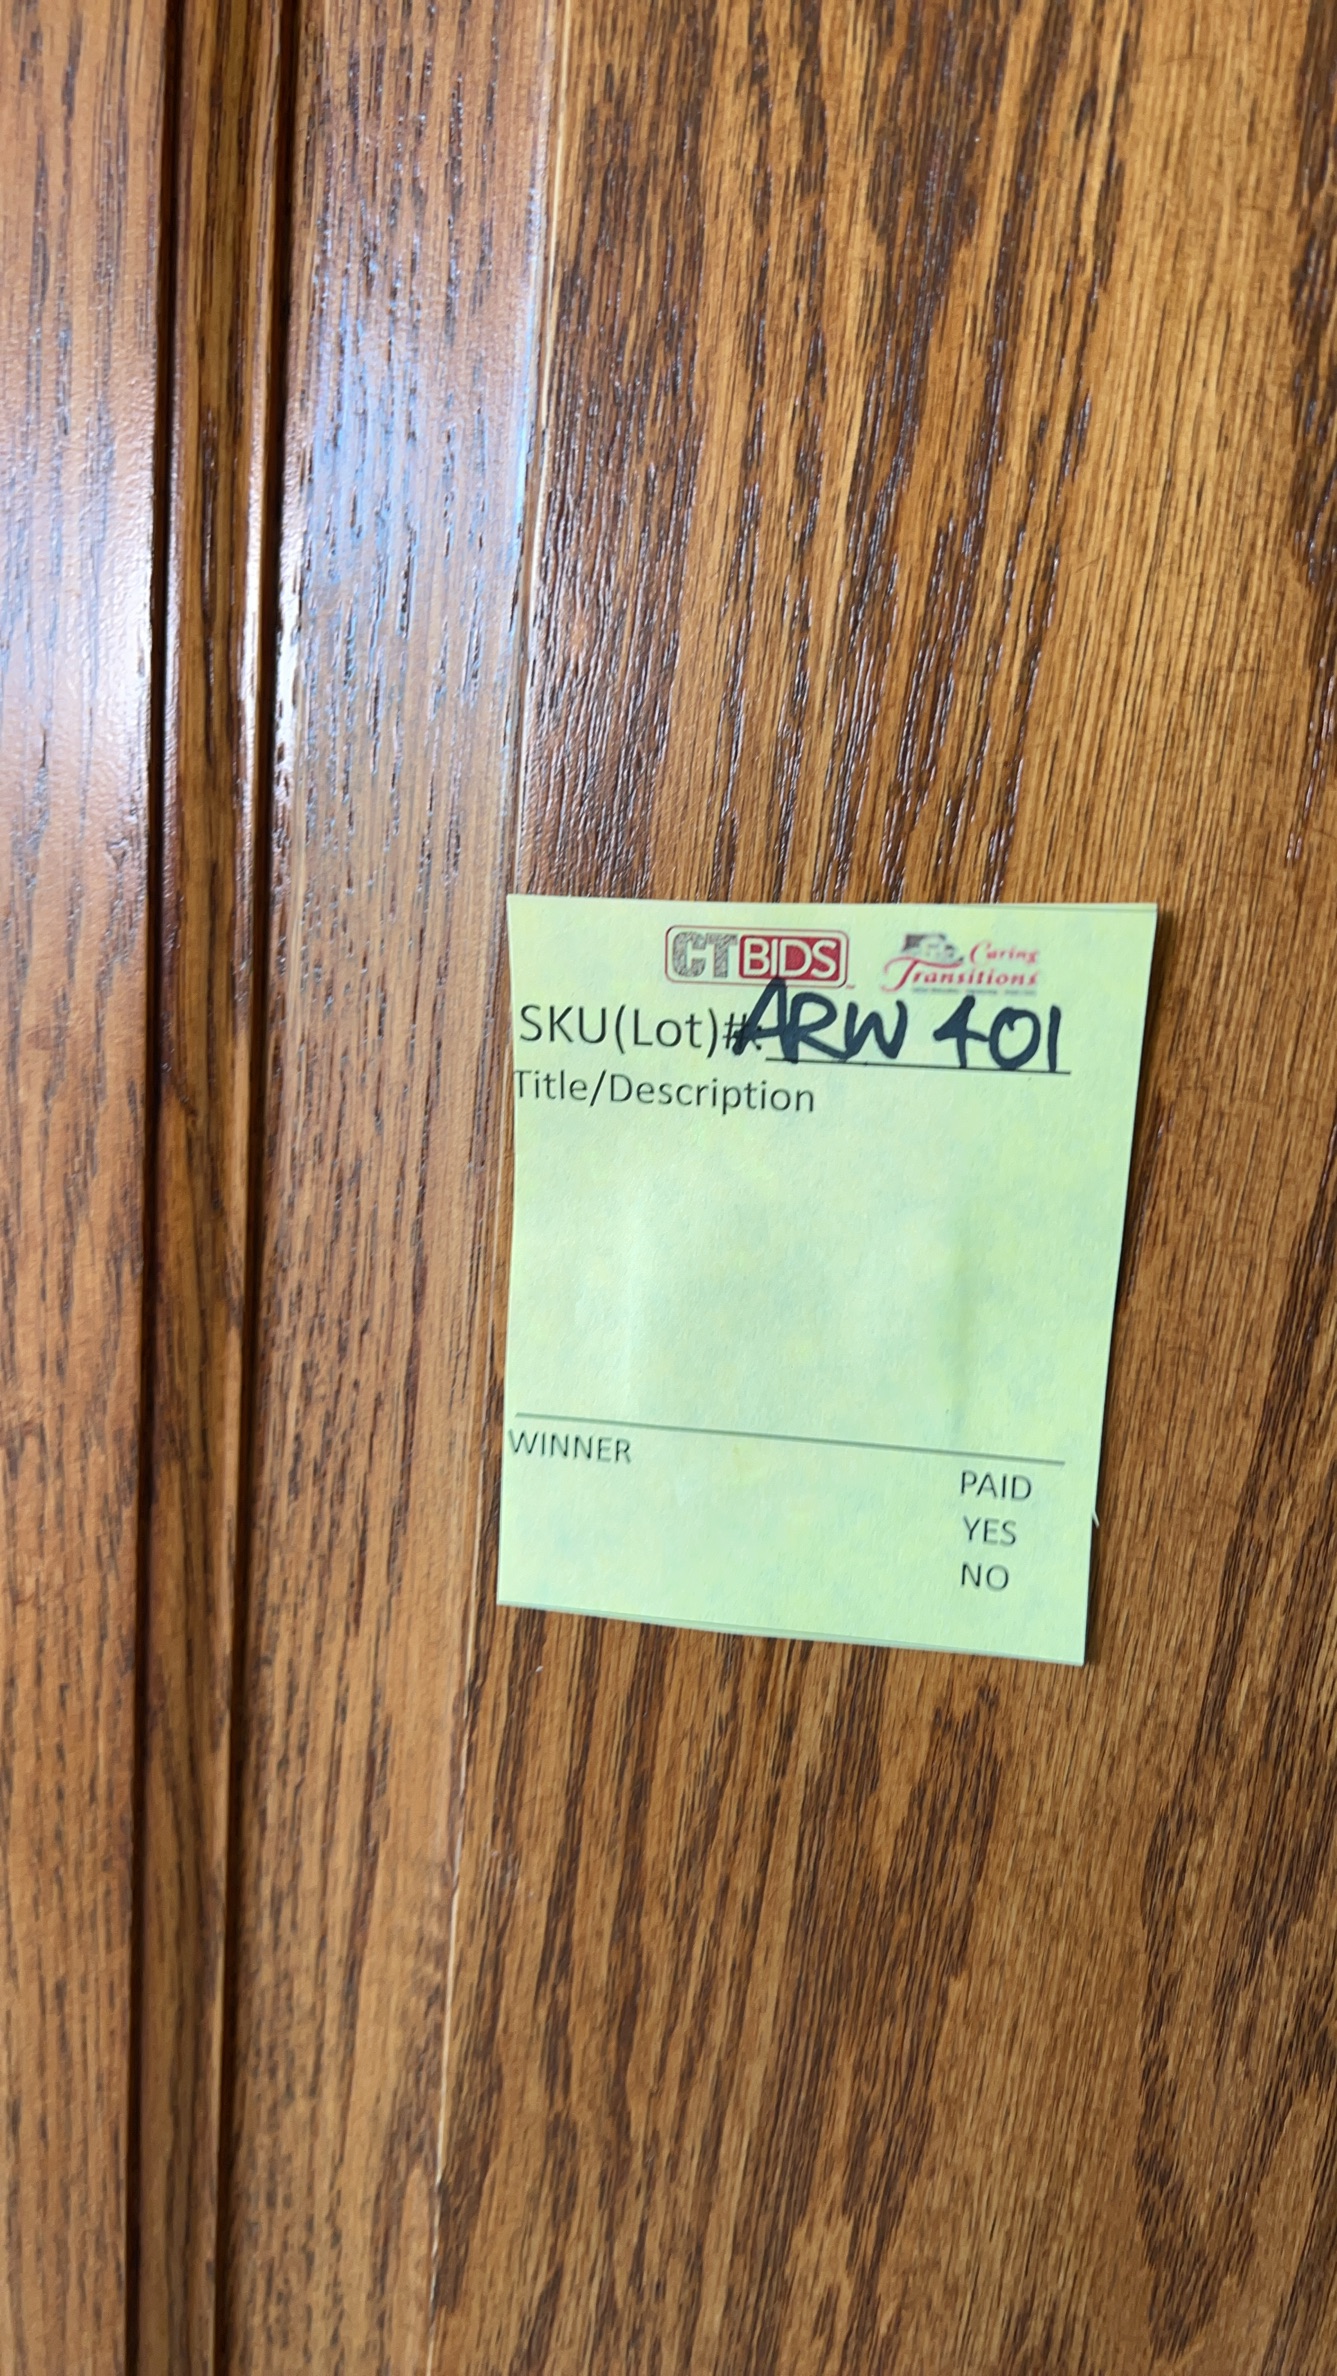 CTBIDS
Caring
Transitions
SKU(Lot)#: ARW 401
Title/Description
WINNER
PAID
YES
NO